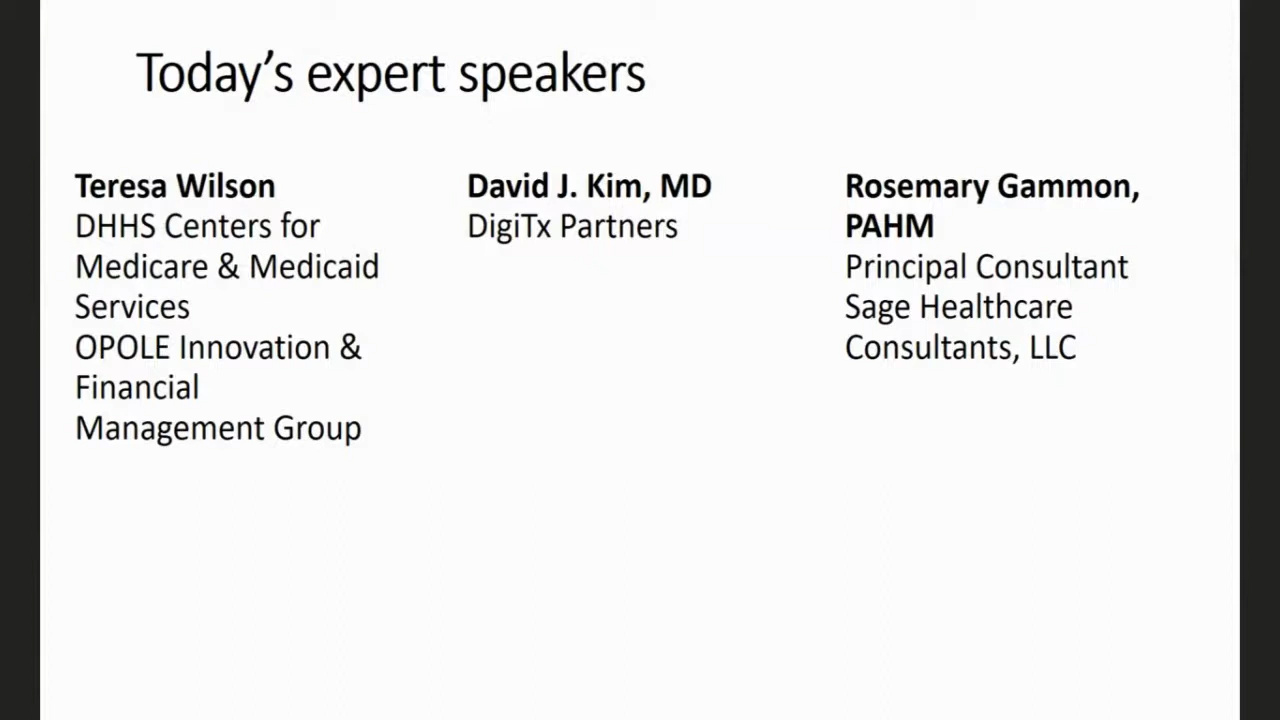 Today’s expert speakers
Teresa Wilson
DHHS Centers for
Medicare & Medicaid
Services
OPOLE Innovation &
Financial
Management Group
David J. Kim, MD
DigiTx Partners
Rosemary Gammon,
PAHM
Principal Consultant
Sage Healthcare
Consultants, LLC